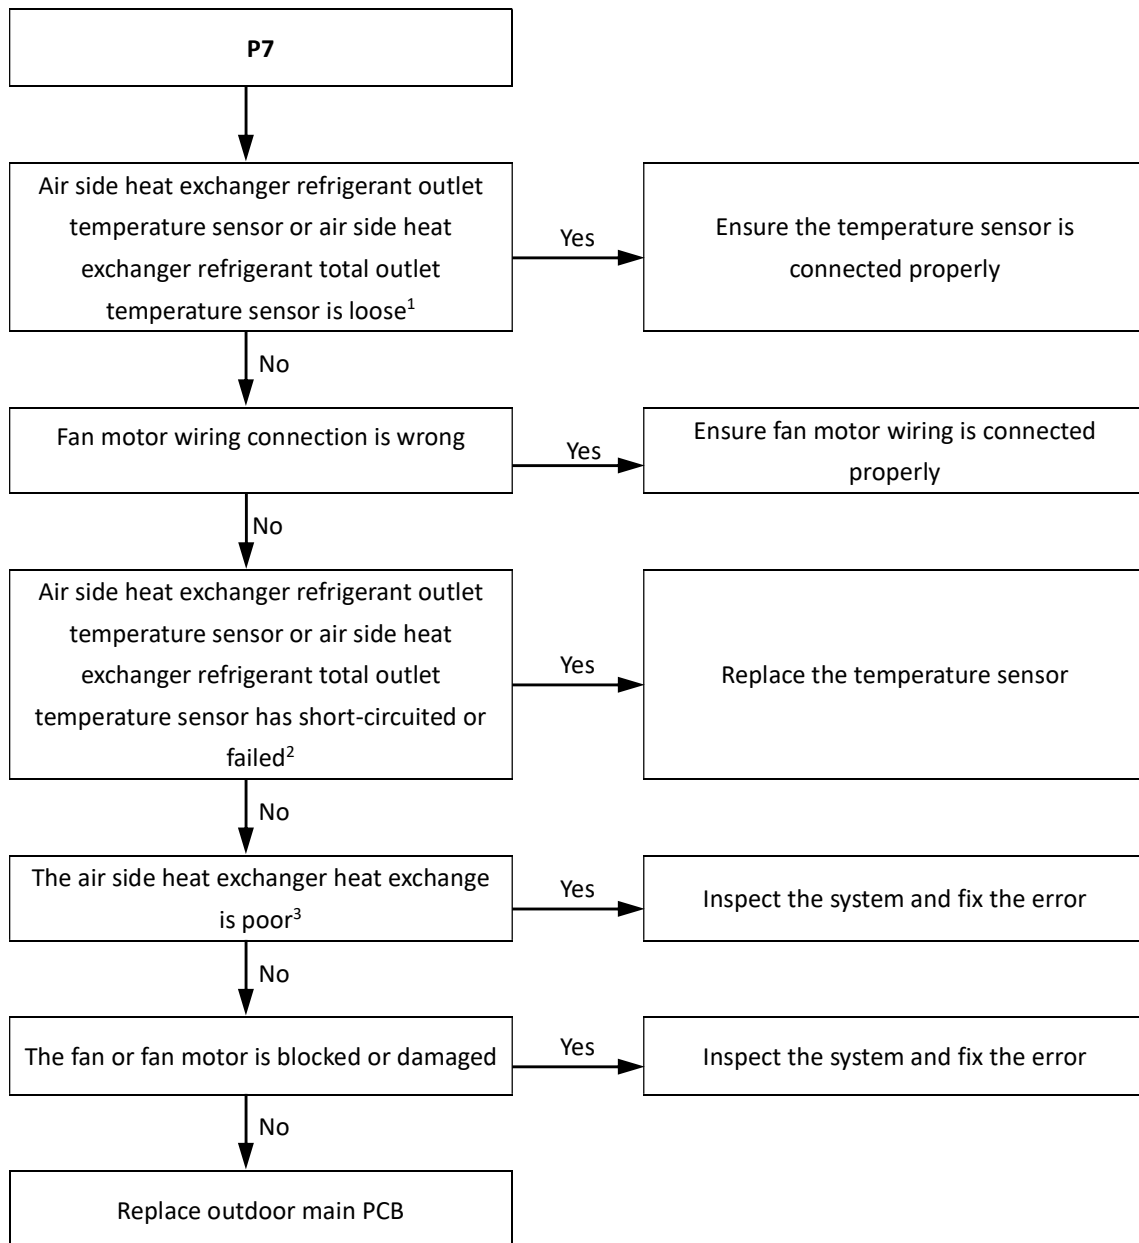 P7
Air side heat exchanger refrigerant outlet
temperature sensor or air side heat
exchanger refrigerant total outlet
temperature sensor is loose¹
Yes
Ensure the temperature sensor is
connected properly
No
Fan motor wiring connection is wrong
Yes
Ensure fan motor wiring is connected
properly
No
Air side heat exchanger refrigerant outlet
temperature sensor or air side heat
exchanger refrigerant total outlet
temperature sensor has short-circuited or
failed²
Yes
Replace the temperature sensor
No
The air side heat exchanger heat exchange
is poor³
Yes
Inspect the system and fix the error
No
The fan or fan motor is blocked or damaged
Yes
Inspect the system and fix the error
No
Replace outdoor main PCB